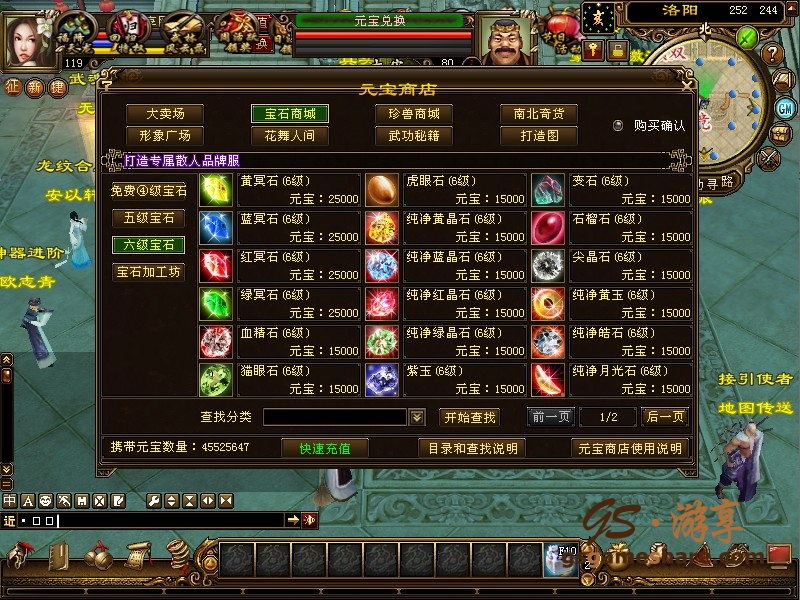 元宝兑换
洛阳 252 244
北
119
80
征 新 捷
GM
元宝商店
大卖场 宝石商城 珍兽商城 南北奇货
形象广场 花舞人间 武功秘籍 打造图
购买确认
打造专属散人品牌服
免费④级宝石
五级宝石
六级宝石
宝石加工坊
黄冥石(6级) 元宝：25000
虎眼石(6级) 元宝：15000
变石(6级) 元宝：15000
蓝冥石(6级) 元宝：25000
纯净黄晶石(6级) 元宝：15000
石榴石(6级) 元宝：15000
红冥石(6级) 元宝：25000
纯净蓝晶石(6级) 元宝：15000
尖晶石(6级) 元宝：15000
绿冥石(6级) 元宝：25000
纯净红晶石(6级) 元宝：15000
纯净黄玉(6级) 元宝：15000
血精石(6级) 元宝：15000
纯净绿晶石(6级) 元宝：15000
纯净皓石(6级) 元宝：15000
猫眼石(6级) 元宝：15000
紫玉(6级) 元宝：15000
纯净月光石(6级) 元宝：15000
查找分类 开始查找 前一页 1/2 后一页
携带元宝数量：45525647 快速充值 目录和查找说明 元宝商店使用说明
龙纹合
安以轩
神器进阶
欧志青
接引使者
地图传送
动寻路
近
F10
GS·游享